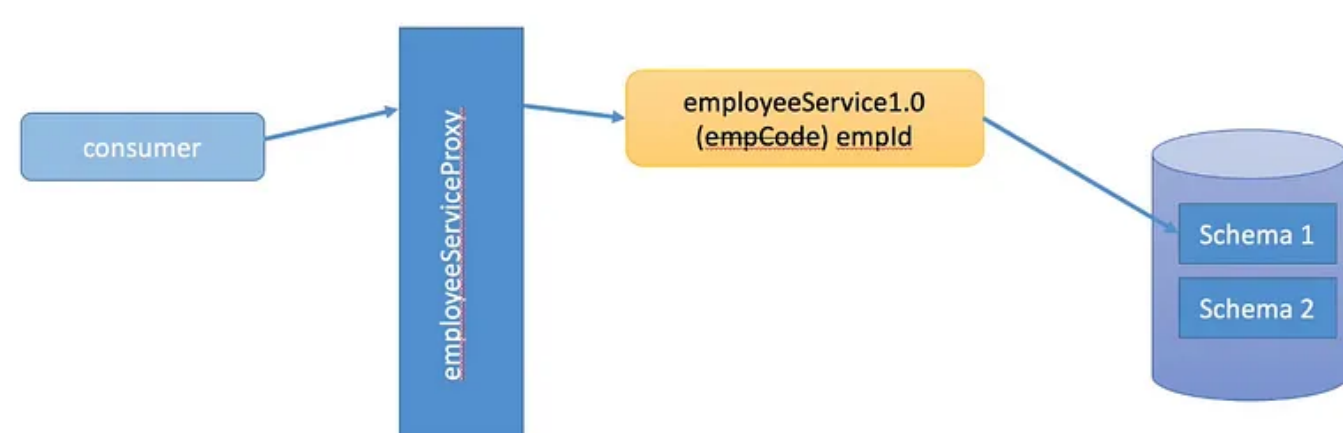 consumer
employeeServiceProxy
employeeService1.0
(empCode) empId
Schema 1
Schema 2